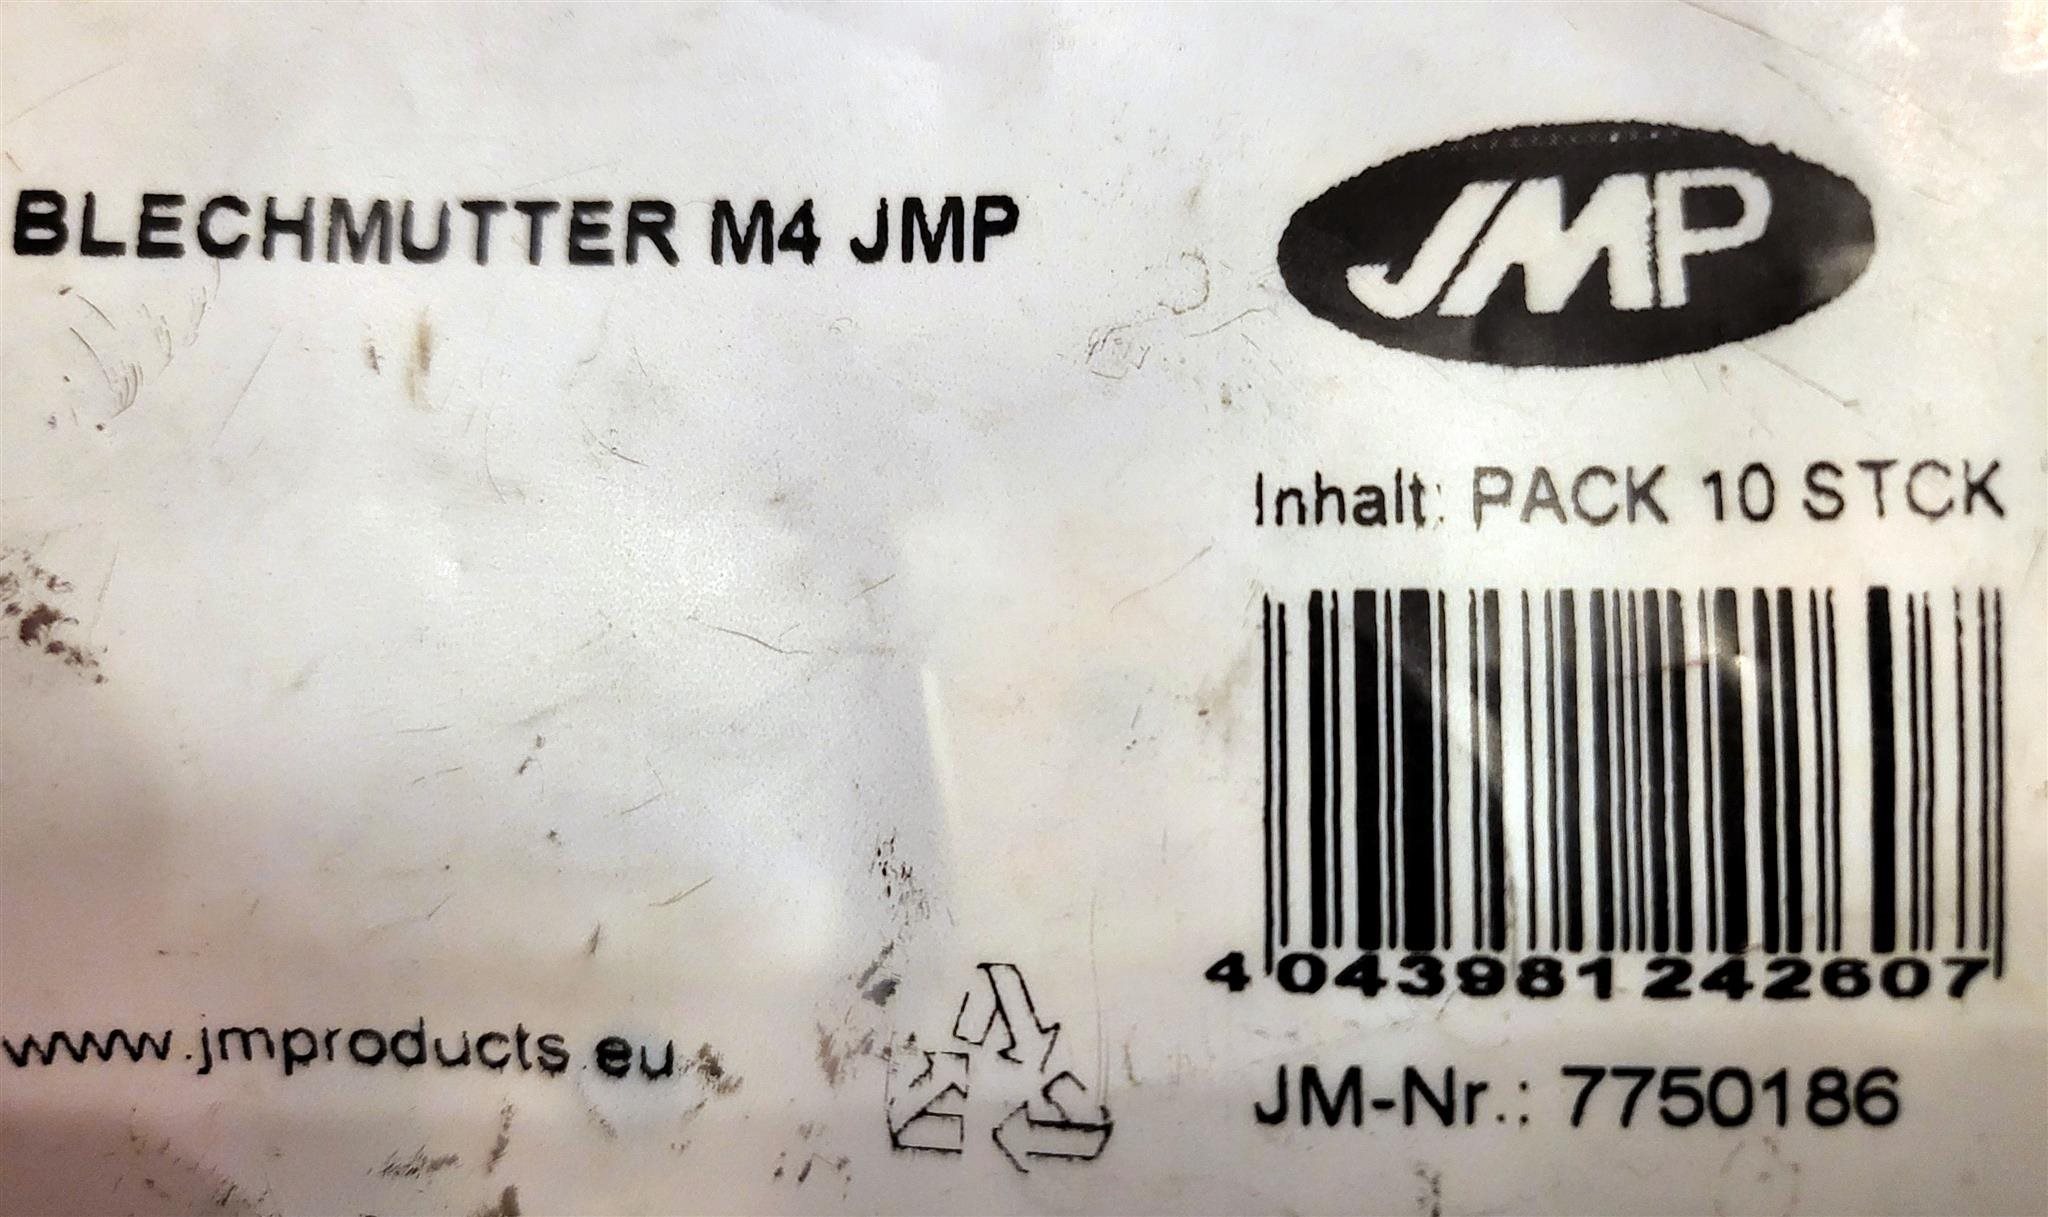 BLECHMUTTER M4 JMP
JMP
Inhalt: PACK 10 STCK
4 043981 242607
www.jmproducts.eu
JM-Nr.: 7750186